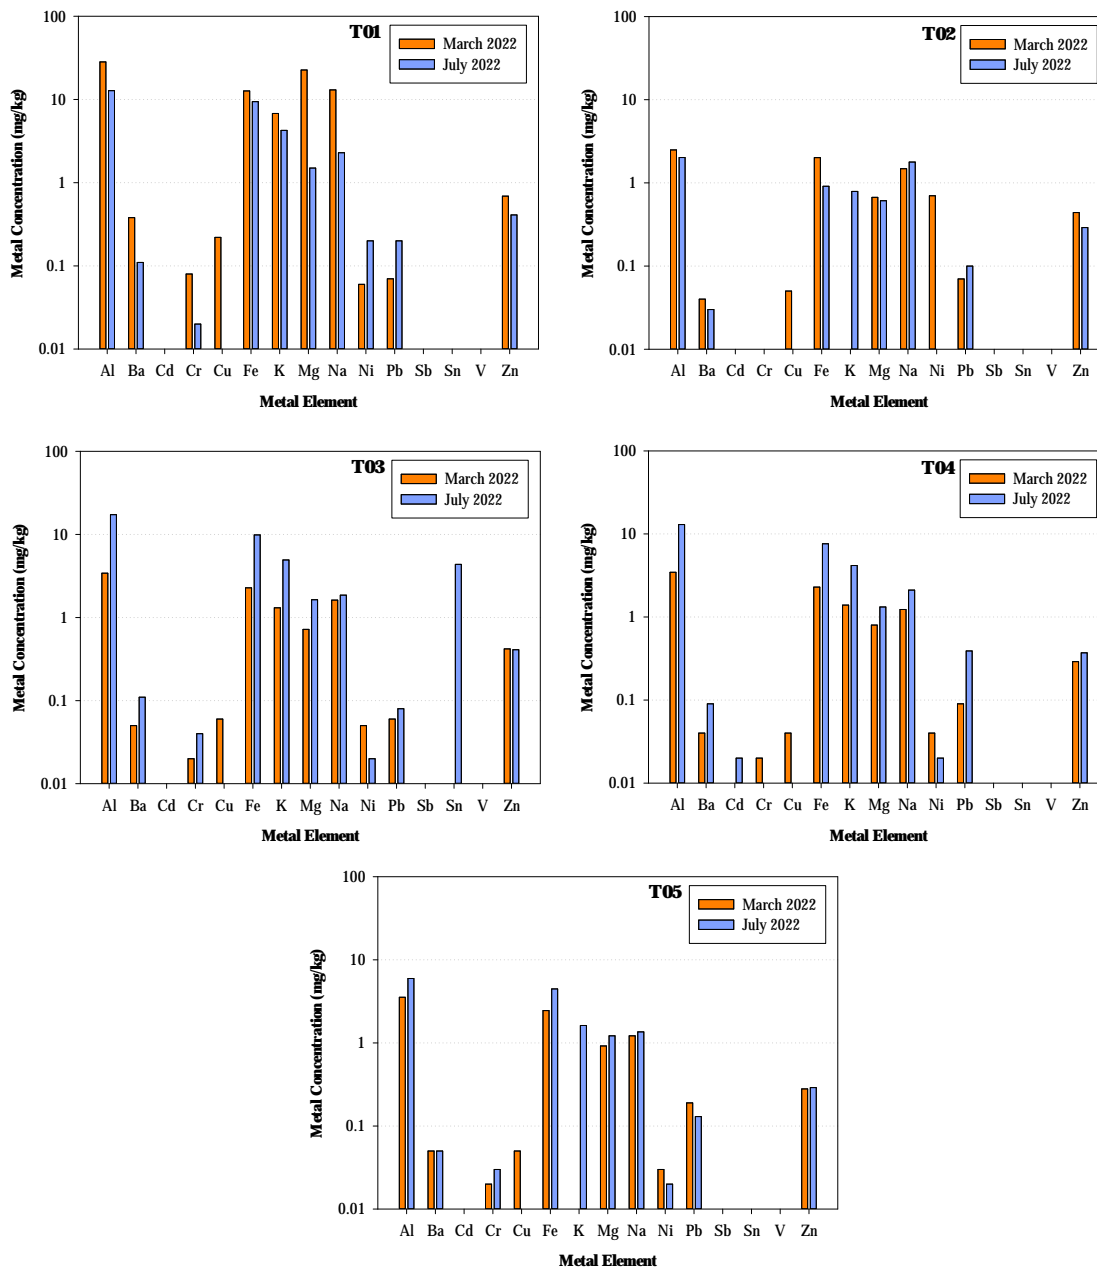 T01
March 2022
July 2022
Metal Concentration (mg/kg)
100
10
1
0.1
0.01
Al Ba Cd Cr Cu Fe K Mg Na Ni Pb Sb Sn V Zn
Metal Element
T02
March 2022
July 2022
Metal Concentration (mg/kg)
100
10
1
0.1
0.01
Al Ba Cd Cr Cu Fe K Mg Na Ni Pb Sb Sn V Zn
Metal Element
T03
March 2022
July 2022
Metal Concentration (mg/kg)
100
10
1
0.1
0.01
Al Ba Cd Cr Cu Fe K Mg Na Ni Pb Sb Sn V Zn
Metal Element
T04
March 2022
July 2022
Metal Concentration (mg/kg)
100
10
1
0.1
0.01
Al Ba Cd Cr Cu Fe K Mg Na Ni Pb Sb Sn V Zn
Metal Element
T05
March 2022
July 2022
Metal Concentration (mg/kg)
100
10
1
0.1
0.01
Al Ba Cd Cr Cu Fe K Mg Na Ni Pb Sb Sn V Zn
Metal Element